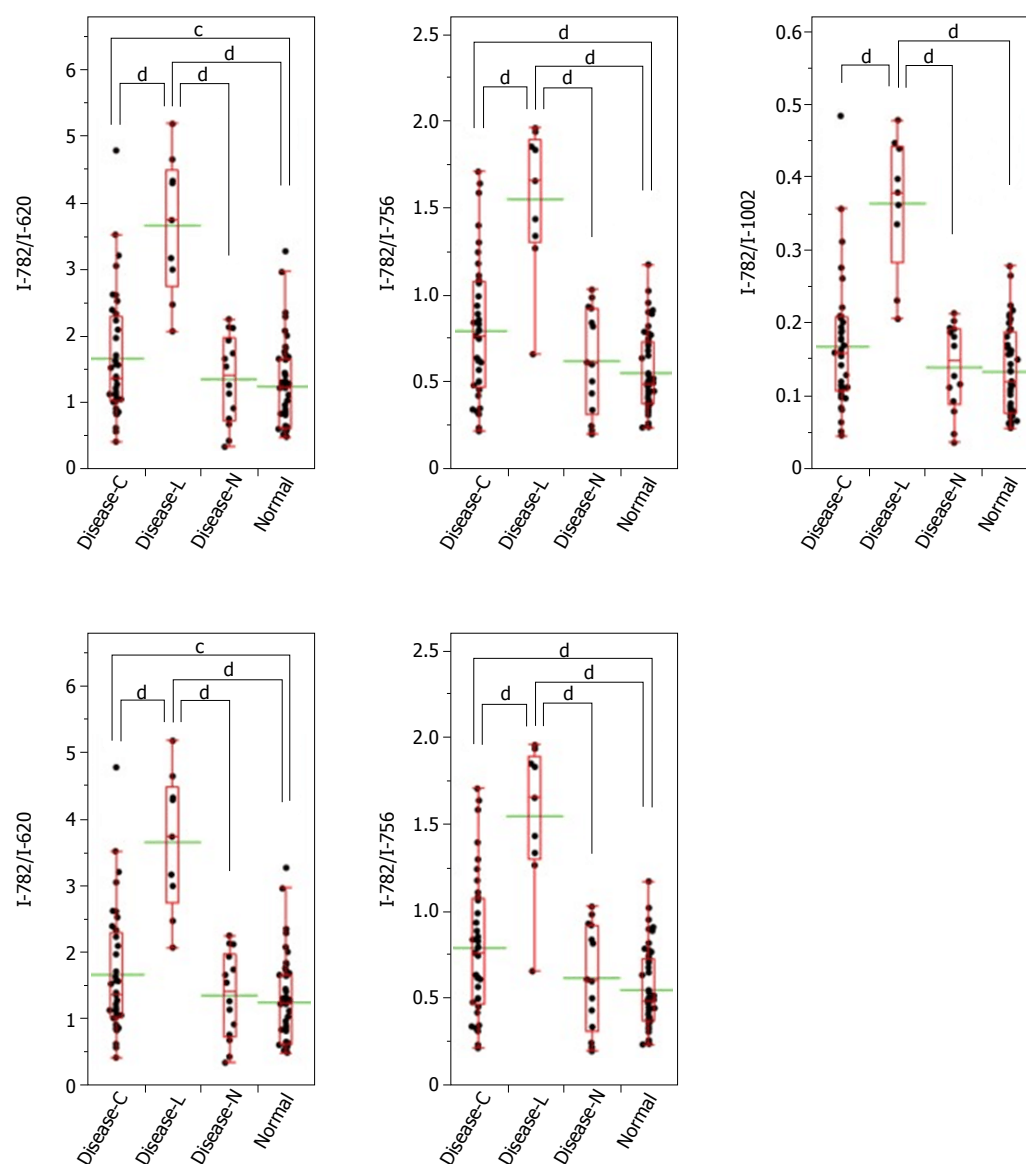 c
d
d d
6
5
4
3
2
1
0
I-782/I-620
Disease-C
Disease-L
Disease-N
Normal
d
d
d d
2.5
2.0
1.5
1.0
0.5
0
I-782/I-756
Disease-C
Disease-L
Disease-N
Normal
d
d d
0.6
0.5
0.4
0.3
0.2
0.1
0
I-782/I-1002
Disease-C
Disease-L
Disease-N
Normal
c
d
d d
6
5
4
3
2
1
0
I-782/I-620
Disease-C
Disease-L
Disease-N
Normal
d
d
d d
2.5
2.0
1.5
1.0
0.5
0
I-782/I-756
Disease-C
Disease-L
Disease-N
Normal